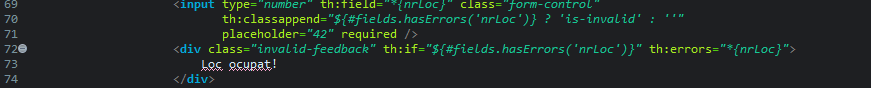 69 <input type="number" th:field="*{nrLoc}" class="form-control"
70 th:classappend="${#fields.hasErrors('nrLoc')} ? 'is-invalid' : ''"
71 placeholder="42" required />
72 <div class="invalid-feedback" th:if="${#fields.hasErrors('nrLoc')}" th:errors="*{nrLoc}">
73 Loc ocupat!
74 </div>